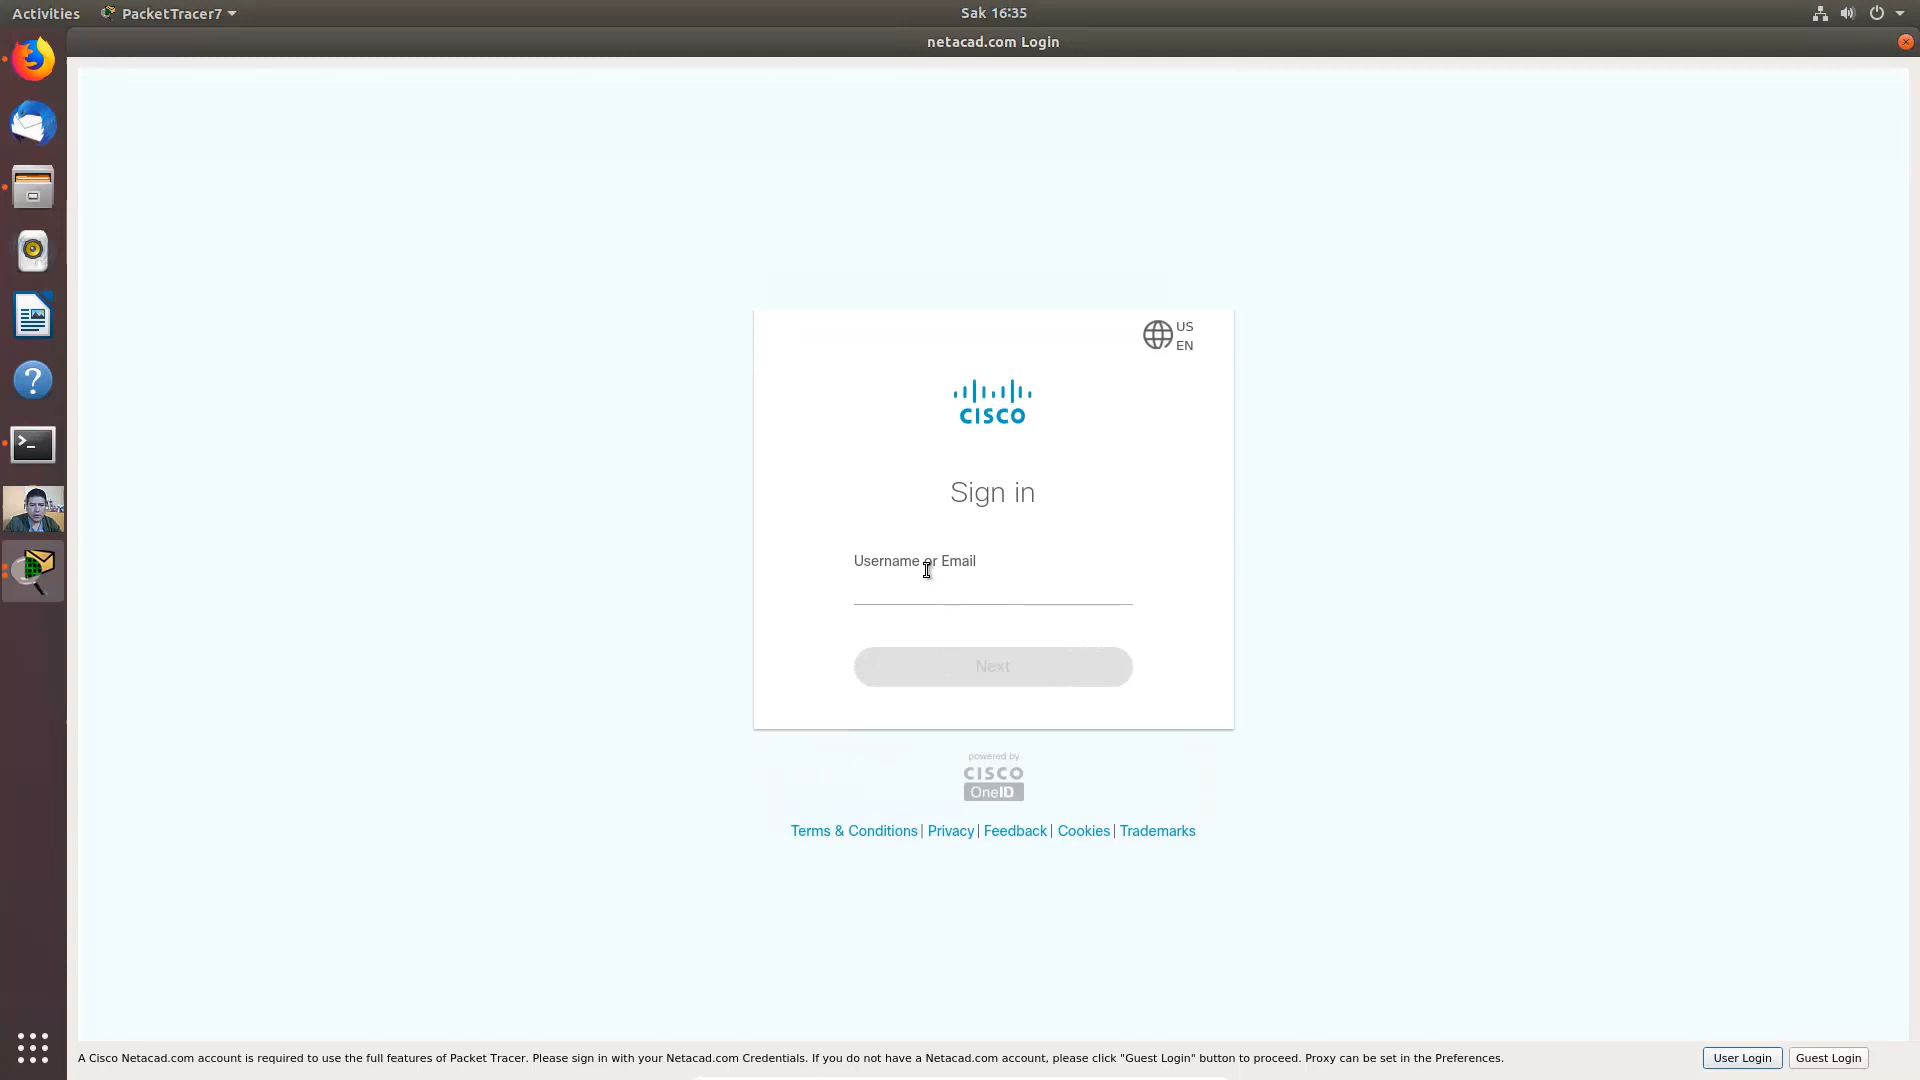 Activities PacketTracer7 Sak 16:35
netacad.com Login
US
EN
CISCO
Sign in
Username or Email
Next
powered by
CISCO
OneID
Terms & Conditions | Privacy | Feedback | Cookies | Trademarks
A Cisco Netacad.com account is required to use the full features of Packet Tracer. Please sign in with your Netacad.com Credentials. If you do not have a Netacad.com account, please click "Guest Login" button to proceed. Proxy can be set in the Preferences. User Login Guest Login